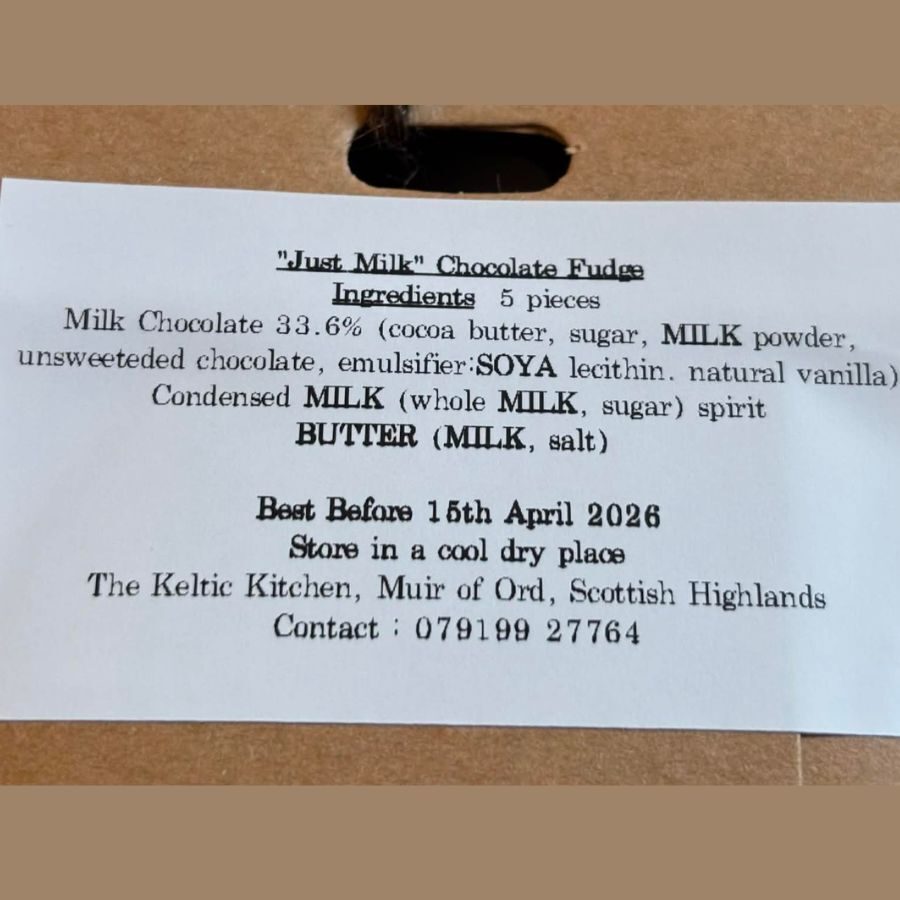 "Just Milk" Chocolate Fudge
Ingredients 5 pieces
Milk Chocolate 33.6% (cocoa butter, sugar, MILK powder,
unsweeteded chocolate, emulsifier:SOYA lecithin. natural vanilla)
Condensed MILK (whole MILK, sugar) spirit
BUTTER (MILK, salt)
Best Before 15th April 2026
Store in a cool dry place
The Keltic Kitchen, Muir of Ord, Scottish Highlands
Contact : 079199 27764